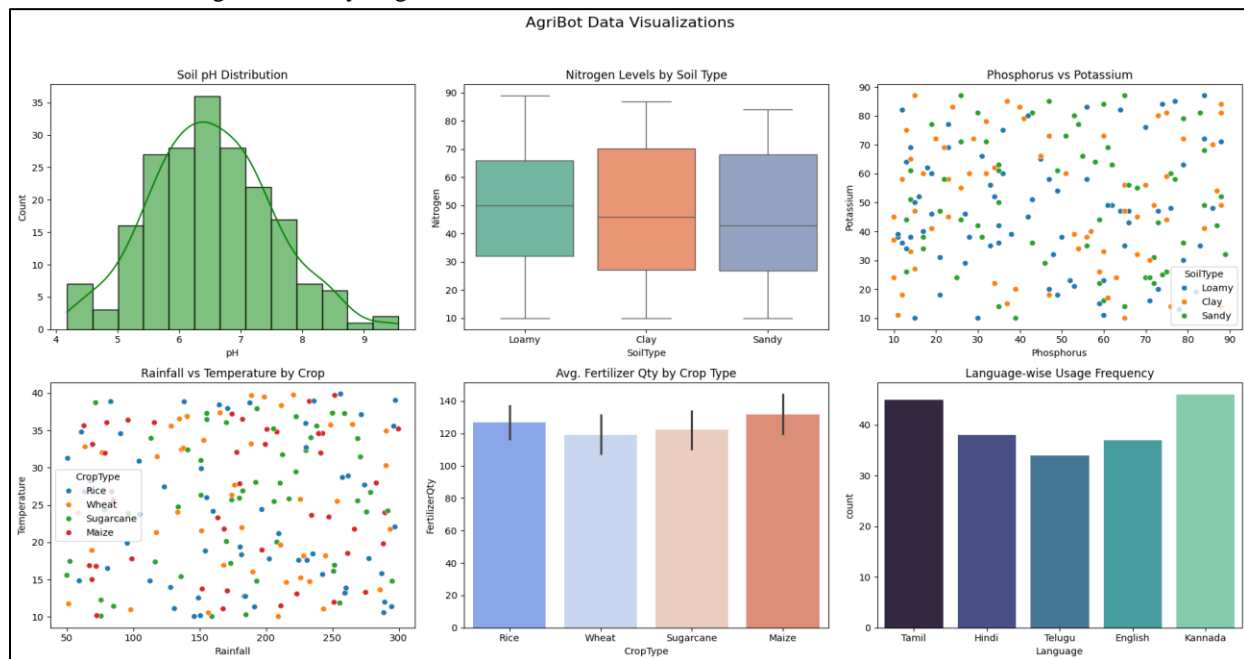 AgriBot Data Visualizations
Soil pH Distribution
Count
35
30
25
20
15
10
5
0
4 5 6 7 8 9
pH
Nitrogen Levels by Soil Type
Nitrogen
90
80
70
60
50
40
30
20
10
Loamy Clay Sandy
SoilType
Phosphorus vs Potassium
Potassium
90
80
70
60
50
40
30
20
10
SoilType
Loamy
Clay
Sandy
10 20 30 40 50 60 70 80 90
Phosphorus
Rainfall vs Temperature by Crop
Temperature
40
35
30
25
20
15
10
CropType
Rice
Wheat
Sugarcane
Maize
50 100 150 200 250 300
Rainfall
Avg. Fertilizer Qty by Crop Type
FertilizerQty
140
120
100
80
60
40
20
0
Rice Wheat Sugarcane Maize
CropType
Language-wise Usage Frequency
count
40
30
20
10
0
Tamil Hindi Telugu English Kannada
Language